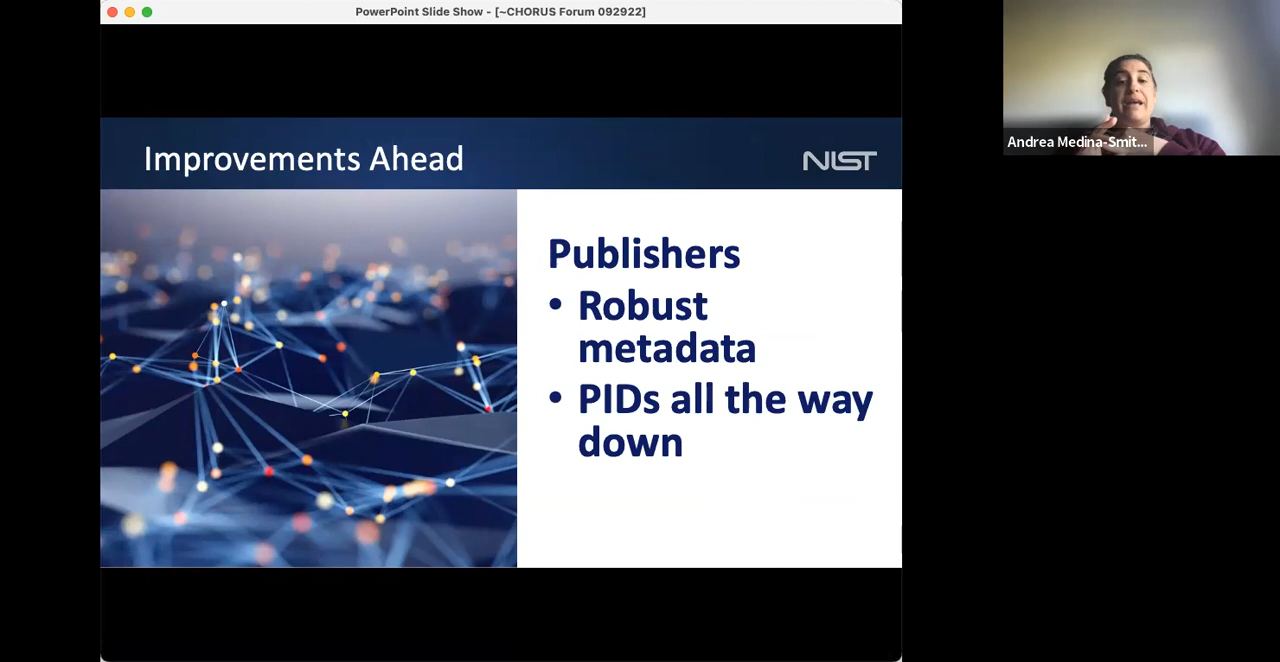 PowerPoint Slide Show - [~CHORUS Forum 092922]
Improvements Ahead
NIST
Publishers
• Robust
metadata
• PIDs all the way
down
Andrea Medina-Smit...